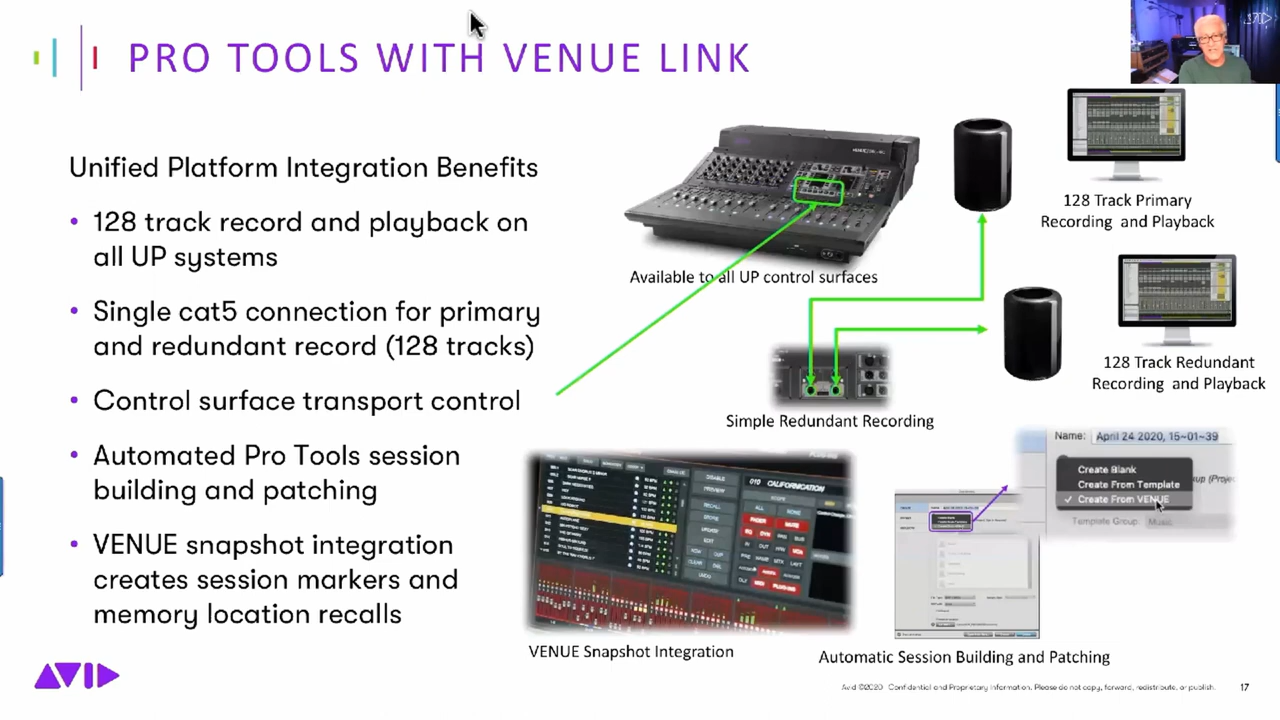 PRO TOOLS WITH VENUE LINK
Unified Platform Integration Benefits
• 128 track record and playback on
all UP systems
• Single cat5 connection for primary
and redundant record (128 tracks)
• Control surface transport control
• Automated Pro Tools session
building and patching
• VENUE snapshot integration
creates session markers and
memory location recalls
Available to all UP control surfaces
128 Track Primary
Recording and Playback
128 Track Redundant
Recording and Playback
Simple Redundant Recording
Name: April 24 2020, 15~01~39
Create Blank
Create From Template
✓ Create From VENUE
Template Group: Music
010 CALIFORNICATION
VENUE Snapshot Integration
Automatic Session Building and Patching
AVID
Avid ©2020 Confidential and Proprietary Information. Please do not copy, forward, redistribute, or publish.
17